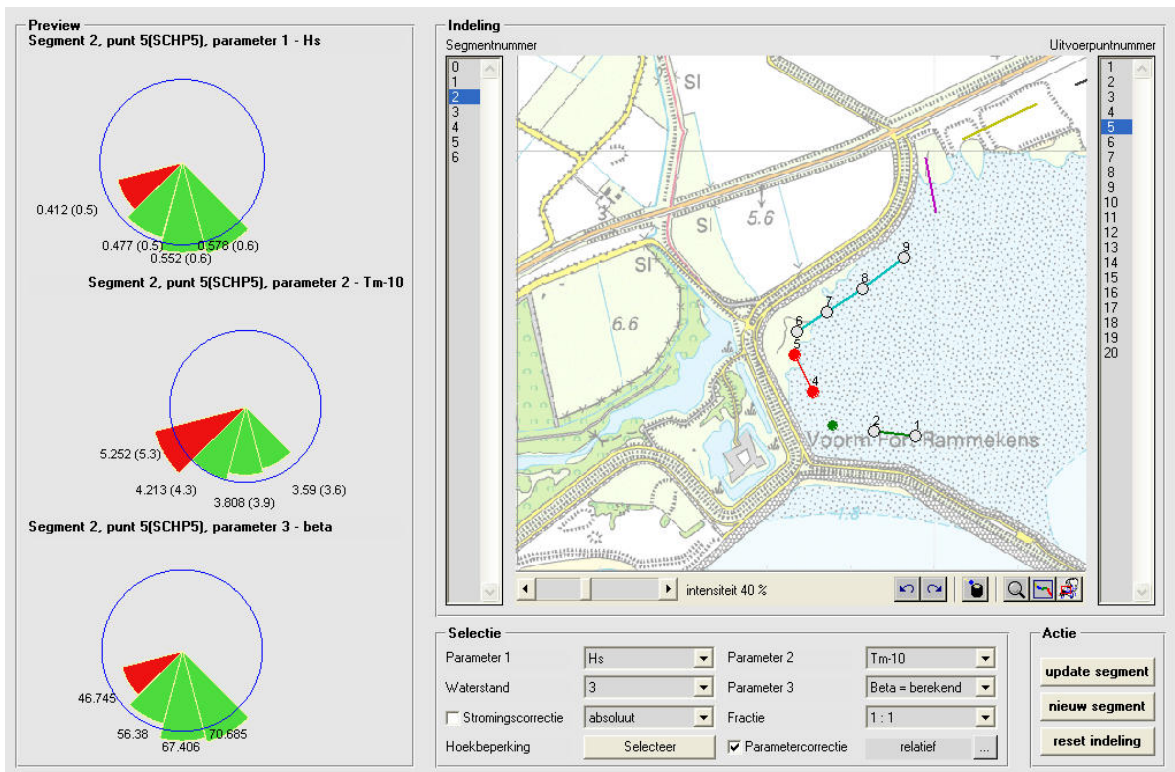 Preview
Segment 2, punt 5(SCHP5), parameter 1 - Hs
0.412 (0.5)
0.477 (0.5)
0.552 (0.6)
0.578 (0.6)
Segment 2, punt 5(SCHP5), parameter 2 - Tm-10
5.252 (5.3)
4.213 (4.3)
3.808 (3.9)
3.59 (3.6)
Segment 2, punt 5(SCHP5), parameter 3 - beta
46.745
56.38
67.406
70.685
Indeling
Segmentnummer
Uitvoerpuntnummer
0
1
2
3
4
5
6
SI
3
5.6
SI
SI
6.6
9
8
7
6
5
4
2
1
Voorm Fort Rammekens
1.8
1
2
3
4
5
6
7
8
9
10
11
12
13
14
15
16
17
18
19
20
intensiteit 40 %
Selectie
Parameter 1 Hs Parameter 2 Tm-10
Waterstand 3 Parameter 3 Beta = berekend
Stromingscorrectie absoluut Fractie 1 : 1
Hoekbeperking Selecteer Parametercorrectie relatief ...
Actie
update segment
nieuw segment
reset indeling